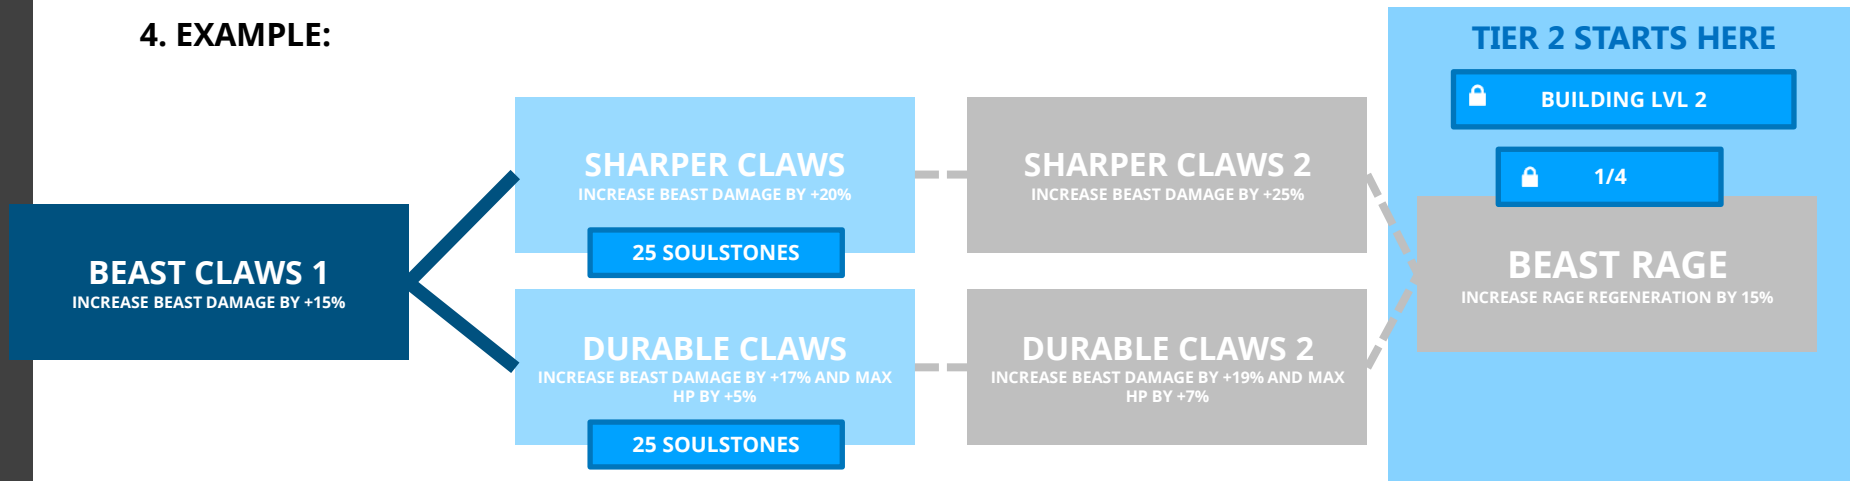 4. EXAMPLE:
BEAST CLAWS 1
INCREASE BEAST DAMAGE BY +15%
SHARPER CLAWS
INCREASE BEAST DAMAGE BY +20%
25 SOULSTONES
DURABLE CLAWS
INCREASE BEAST DAMAGE BY +17% AND MAX
HP BY +5%
25 SOULSTONES
SHARPER CLAWS 2
INCREASE BEAST DAMAGE BY +25%
DURABLE CLAWS 2
INCREASE BEAST DAMAGE BY +19% AND MAX
HP BY +7%
TIER 2 STARTS HERE
BUILDING LVL 2
1/4
BEAST RAGE
INCREASE RAGE REGENERATION BY 15%